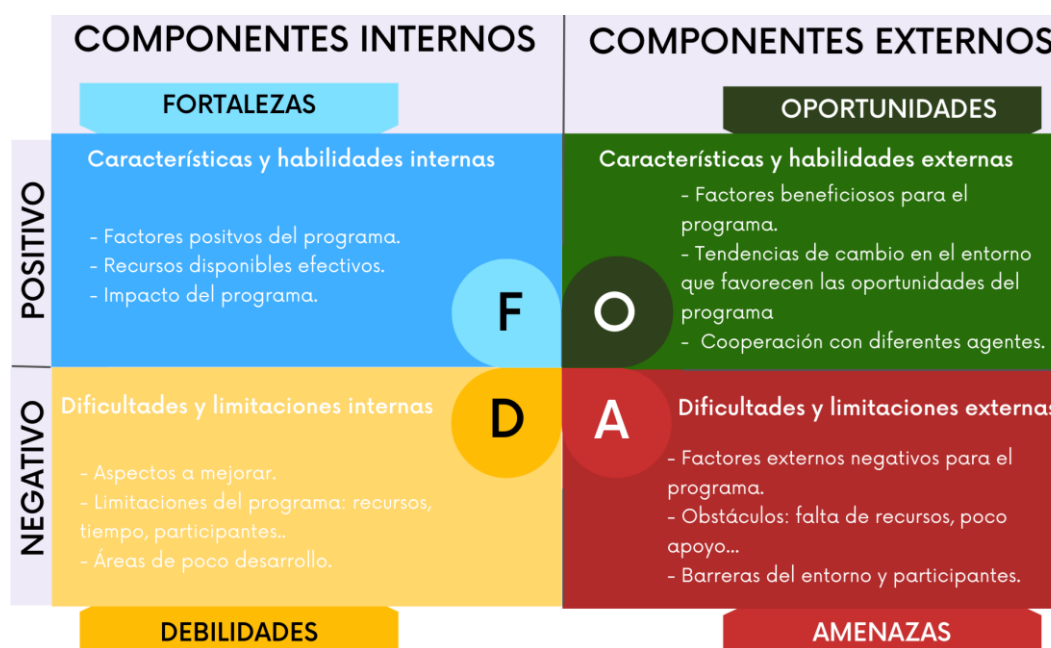 COMPONENTES INTERNOS
COMPONENTES EXTERNOS
FORTALEZAS
OPORTUNIDADES
POSITIVO
Características y habilidades internas
- Factores positvos del programa.
- Recursos disponibles efectivos.
- Impacto del programa.
F
Características y habilidades externas
- Factores beneficiosos para el
programa.
- Tendencias de cambio en el entorno
que favorecen las oportunidades del
programa
- Cooperación con diferentes agentes.
O
NEGATIVO
Dificultades y limitaciones internas
- Aspectos a mejorar.
- Limitaciones del programa: recursos,
tiempo, participantes..
- Áreas de poco desarrollo.
D
Dificultades y limitaciones externas
- Factores externos negativos para el
programa.
- Obstáculos: falta de recursos, poco
apoyo...
- Barreras del entorno y participantes.
A
DEBILIDADES
AMENAZAS